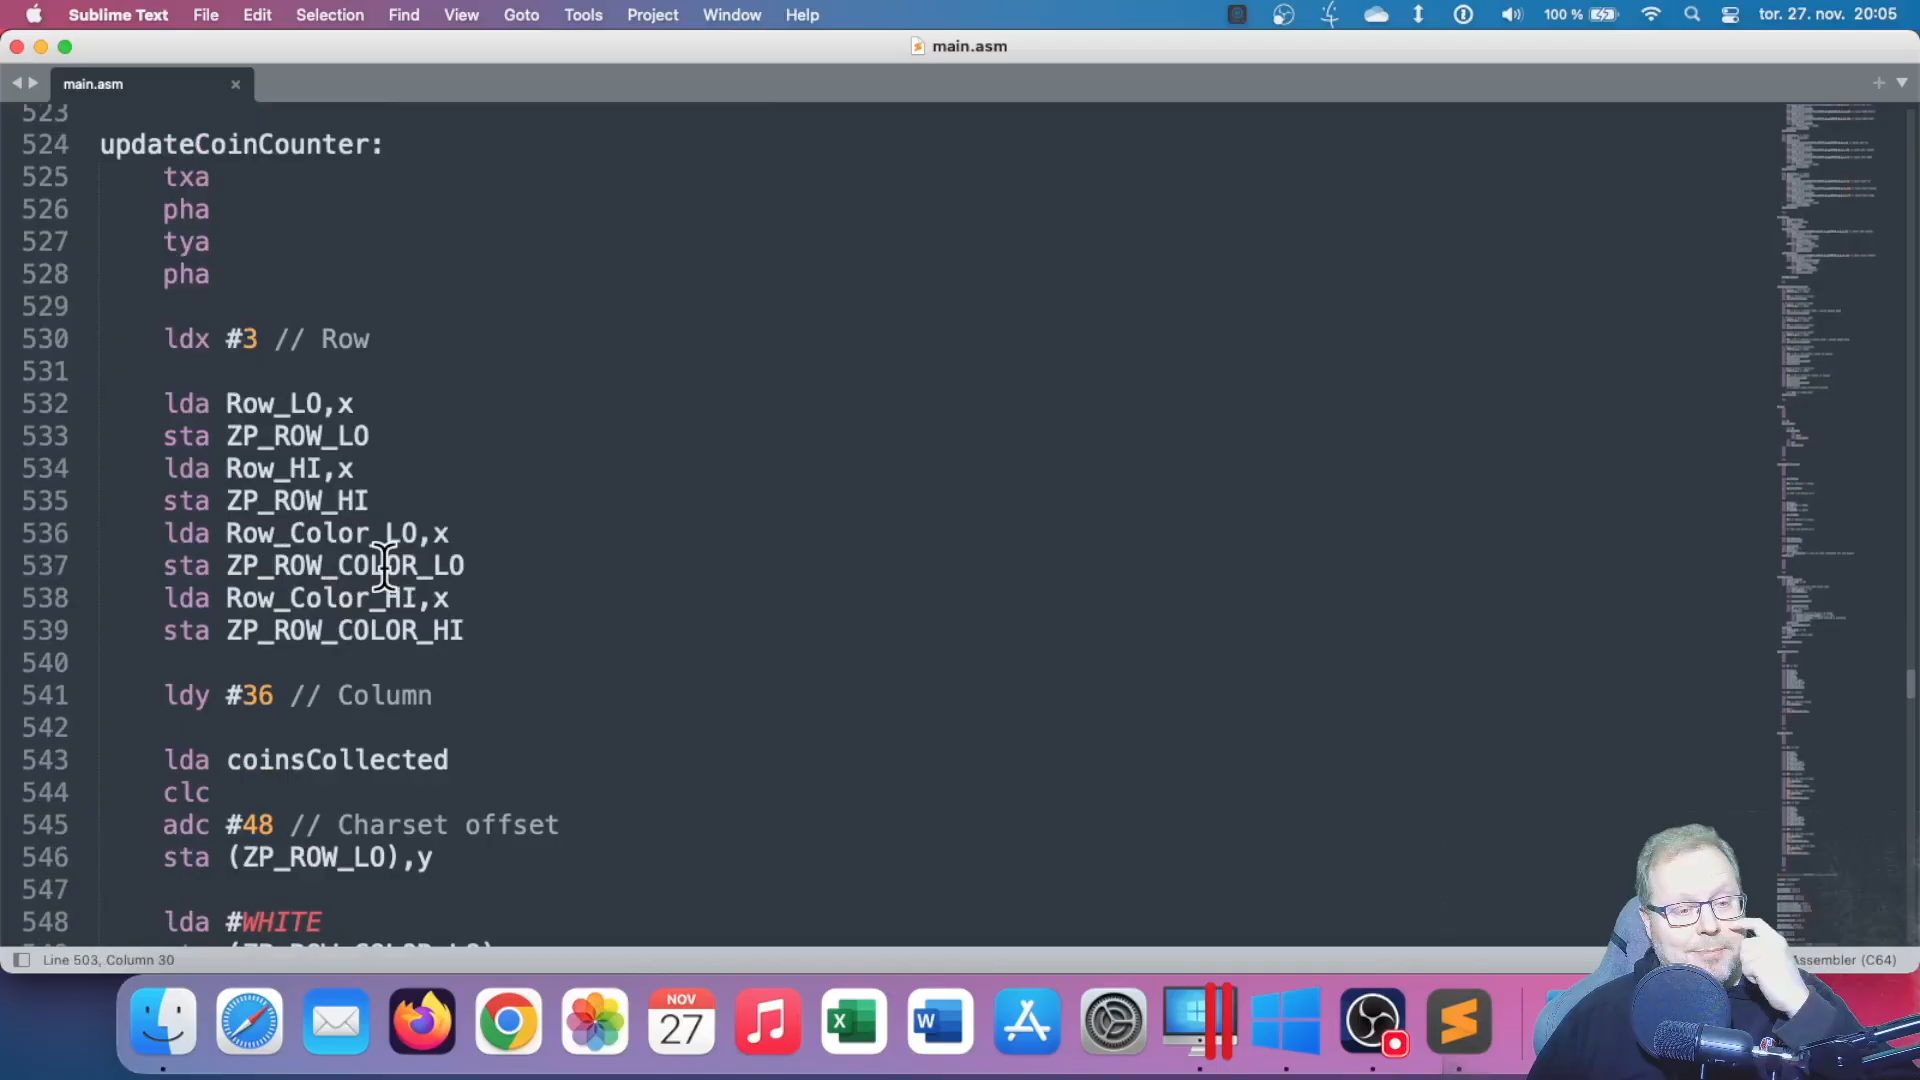 Sublime Text File Edit Selection Find View Goto Tools Project Window Help 100 % tor. 27. nov. 20:05
main.asm
main.asm
523
524 updateCoinCounter:
525 txa
526 pha
527 tya
528 pha
529
530 ldx #3 // Row
531
532 lda Row_LO,x
533 sta ZP_ROW_LO
534 lda Row_HI,x
535 sta ZP_ROW_HI
536 lda Row_Color_LO,x
537 sta ZP_ROW_COLOR_LO
538 lda Row_Color_HI,x
539 sta ZP_ROW_COLOR_HI
540
541 ldy #36 // Column
542
543 lda coinsCollected
544 clc
545 adc #48 // Charset offset
546 sta (ZP_ROW_LO),y
547
548 lda #WHITE
Line 503, Column 30 Assembler (C64)
NOV
27